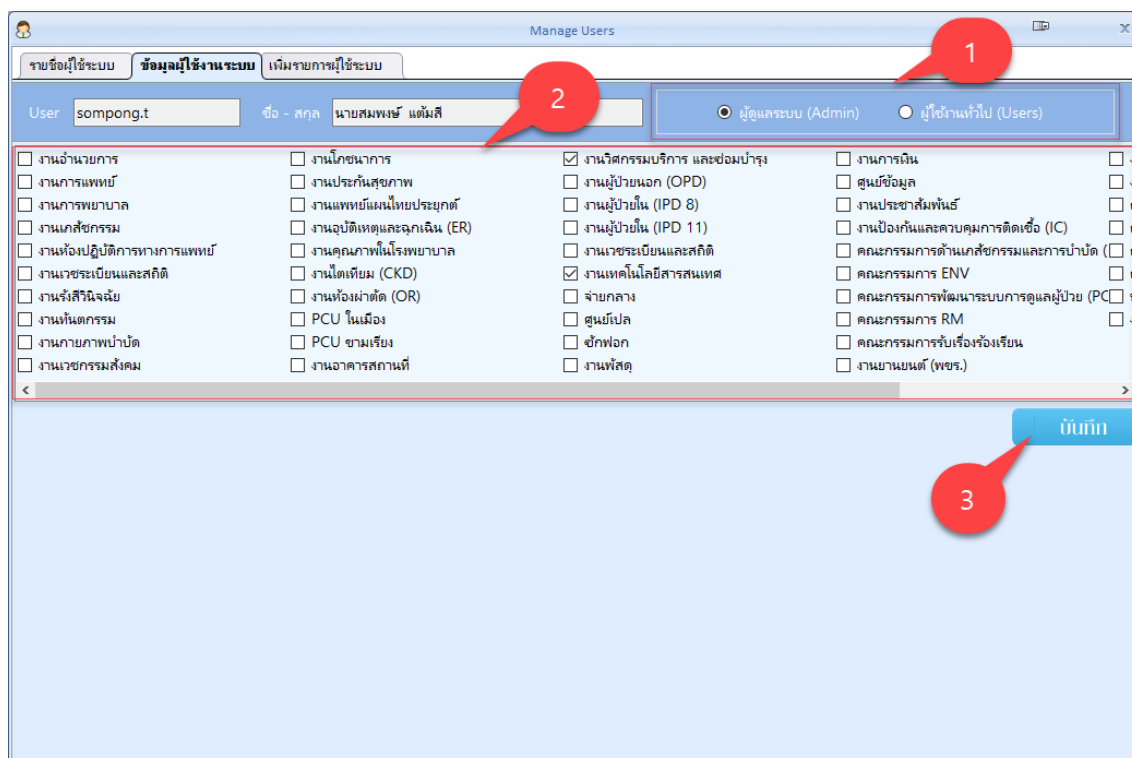 Manage Users
1
รายชื่อผู้ใช้ระบบ ข้อมูลผู้ใช้งานระบบ เพิ่มรายการผู้ใช้ระบบ
2
User sompong.t ชื่อ - สกุล นายสมพงษ์ แต้มสี ผู้ดูแลระบบ (Admin) ผู้ใช้งานทั่วไป (Users)
งานอำนวยการ งานโภชนาการ งานวิศกรรมบริการ และซ่อมบำรุง งานการเงิน
งานการแพทย์ งานประกันสุขภาพ งานผู้ป่วยนอก (OPD) ศูนย์ข้อมูล
งานการพยาบาล งานแพทย์แผนไทยประยุกต์ งานผู้ป่วยใน (IPD 8) งานประชาสัมพันธ์
งานเภสัชกรรม งานอุบัติเหตุและฉุกเฉิน (ER) งานผู้ป่วยใน (IPD 11) งานป้องกันและควบคุมการติดเชื้อ (IC)
งานห้องปฏิบัติการทางการแพทย์ งานคุณภาพในโรงพยาบาล งานเวชระเบียนและสถิติ คณะกรรมการด้านเภสัชกรรมและการบำบัด (
งานเวชระเบียนและสถิติ งานไตเทียม (CKD) งานเทคโนโลยีสารสนเทศ คณะกรรมการ ENV
งานรังสีวินิจฉัย งานห้องผ่าตัด (OR) จ่ายกลาง คณะกรรมการพัฒนาระบบการดูแลผู้ป่วย (PC
งานทันตกรรม PCU ในเมือง ศูนย์เปล คณะกรรมการ RM
งานกายภาพบำบัด PCU ขามเรียง ซักฟอก คณะกรรมการรับเรื่องร้องเรียน
งานเวชกรรมสังคม งานอาคารสถานที่ งานพัสดุ งานยานยนต์ (พขร.)
บันทึก
3